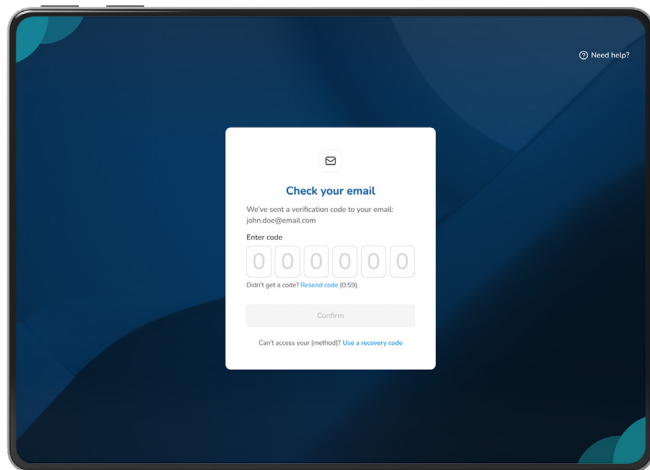 Need help?
Check your email
We've sent a verification code to your email:
john.doe@email.com
Enter code
0 0 0 0 0 0
Didn't get a code? Resend code (0:59).
Confirm
Can't access your [method]? Use a recovery code